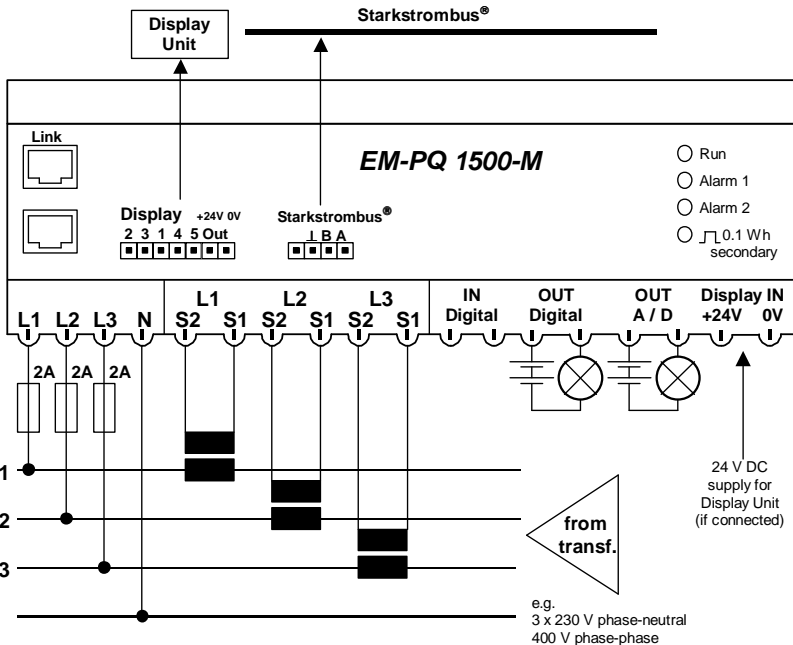 Starkstrombus®
Display
Unit
Link
EM-PQ 1500-M
Run
Alarm 1
Alarm 2
0.1 Wh
secondary
Display +24V 0V
2 3 1 4 5 Out
Starkstrombus®
⊥ B A
L1 L2 L3 N
L1 L2 L3
S2 S1 S2 S1 S2 S1
IN
Digital
OUT
Digital
OUT
A / D
Display IN
+24V 0V
2A 2A 2A
1
2
3
from
transf.
24 V DC
supply for
Display Unit
(if connected)
e.g.
3 x 230 V phase-neutral
400 V phase-phase